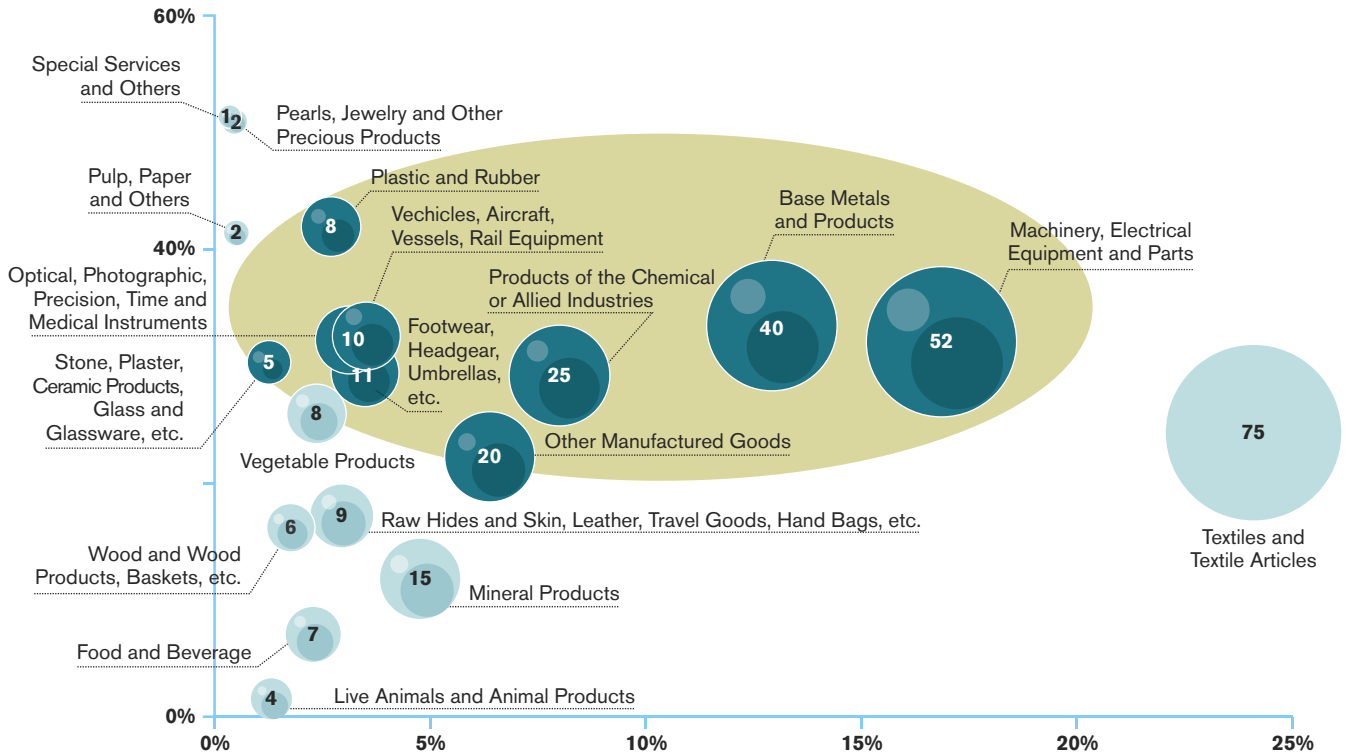 60%
Special Services
and Others
1
2
Pearls, Jewelry and Other
Precious Products
Pulp, Paper
and Others
2
Plastic and Rubber
8
Vechicles, Aircraft,
Vessels, Rail Equipment
Base Metals
and Products
40
Machinery, Electrical
Equipment and Parts
52
40%
Optical, Photographic,
Precision, Time and
Medical Instruments
10
Products of the Chemical
or Allied Industries
25
Footwear,
Headgear,
Umbrellas,
etc.
11
Stone, Plaster,
Ceramic Products,
Glass and
Glassware, etc.
5
8
Vegetable Products
20
Other Manufactured Goods
75
Textiles and
Textile Articles
9
Raw Hides and Skin, Leather, Travel Goods, Hand Bags, etc.
6
Wood and Wood
Products, Baskets, etc.
15
Mineral Products
7
Food and Beverage
4
Live Animals and Animal Products
0%
0%
5%
10%
15%
20%
25%